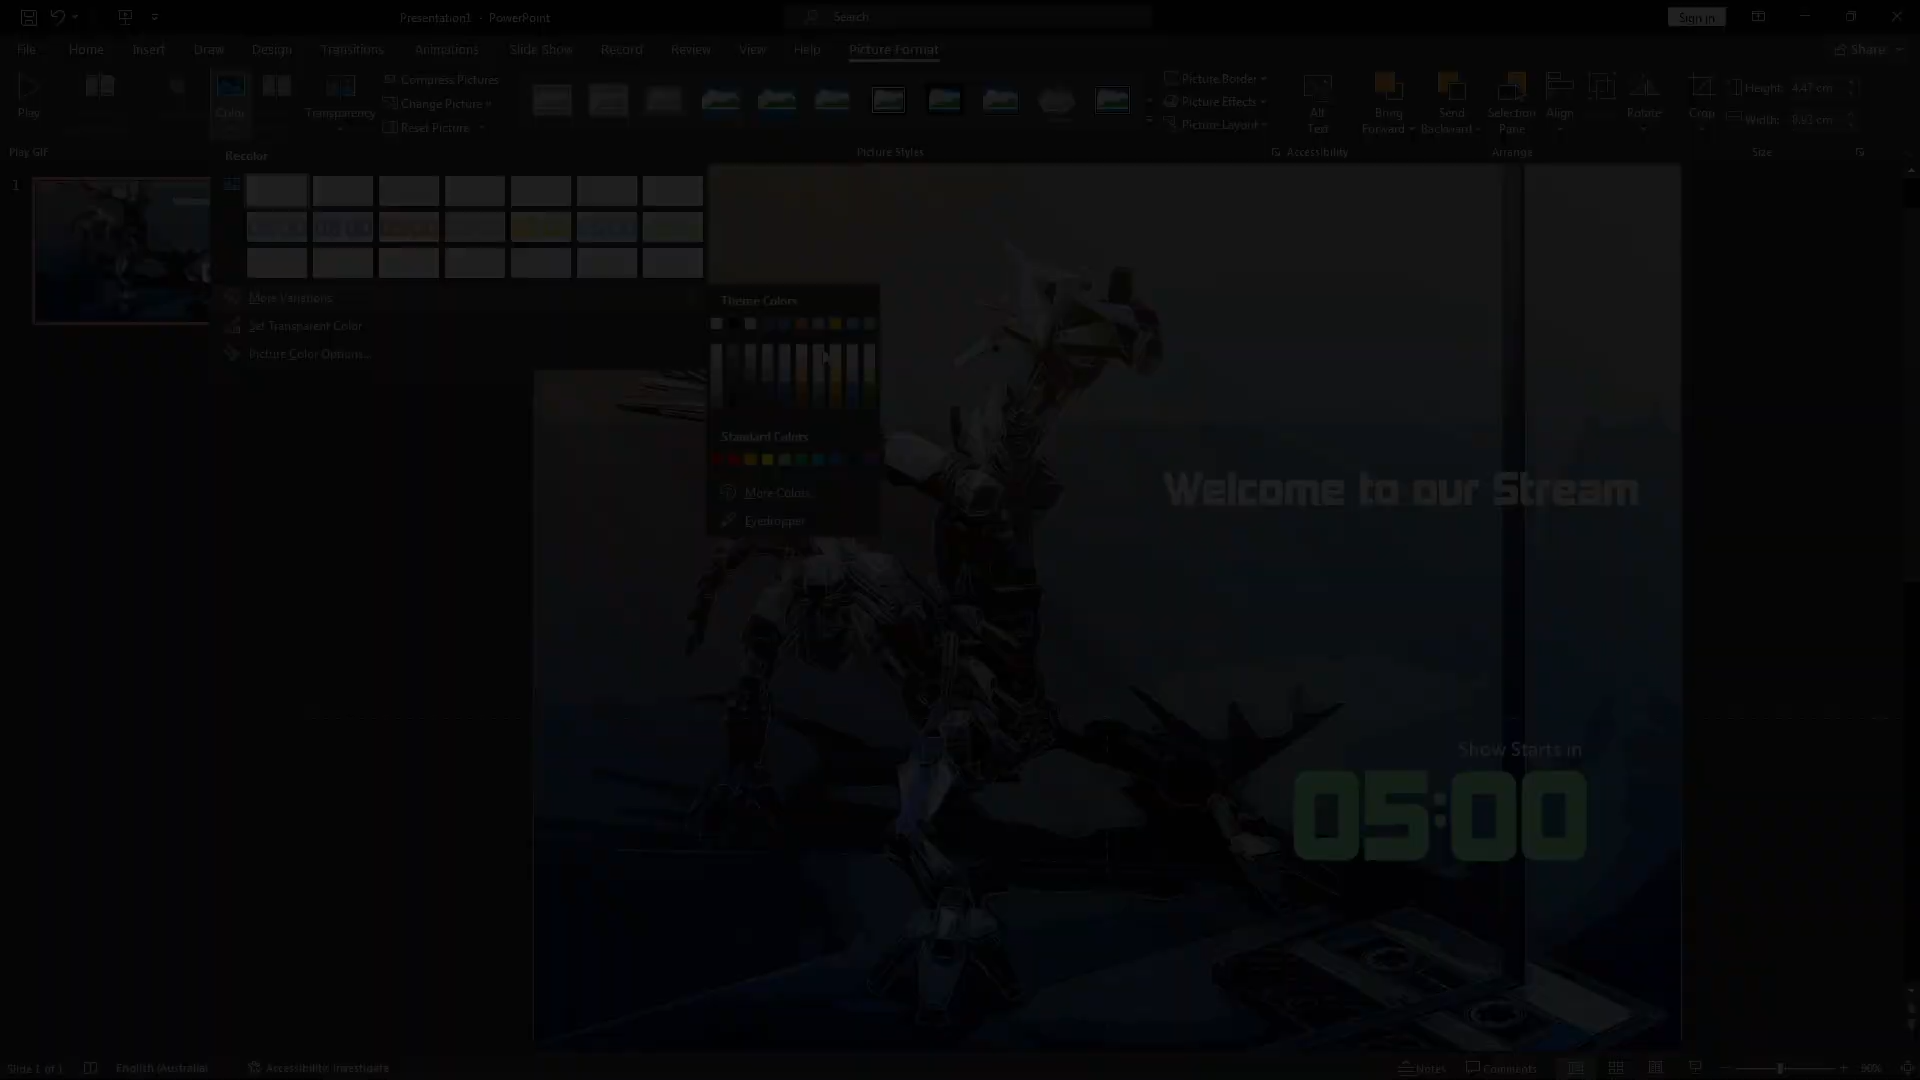 Presentation1 - PowerPoint
Search
Sign in
File Home Insert Draw Design Transitions Animations Slide Show Record Review View Help Picture Format
Share
Play
Color
Transparency
Compress Pictures
Change Picture
Reset Picture
Picture Border
Picture Effects
Picture Layout
Alt
Text
Bring
Forward
Send
Backward
Selection
Pane
Align
Rotate
Crop
Height: 4.47 cm
Width:
Play GIF
Picture Styles
Accessibility
Arrange
Size
Recolor
1
More Variations
Set Transparent Color
Picture Color Options...
Theme Colors
Standard Colors
More Colors
Eyedropper
Welcome to our Stream
Show Starts in
05:00
Slide 1 of 1
English (Australia)
Accessibility: Investigate
Notes
Comments